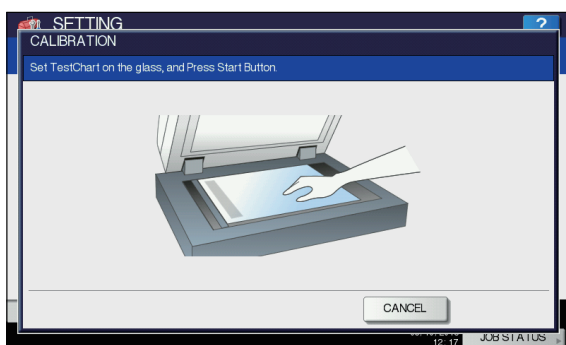 SETTING
?
CALIBRATION
Set TestChart on the glass, and Press Start Button.
CANCEL
12:17
JOB STATUS